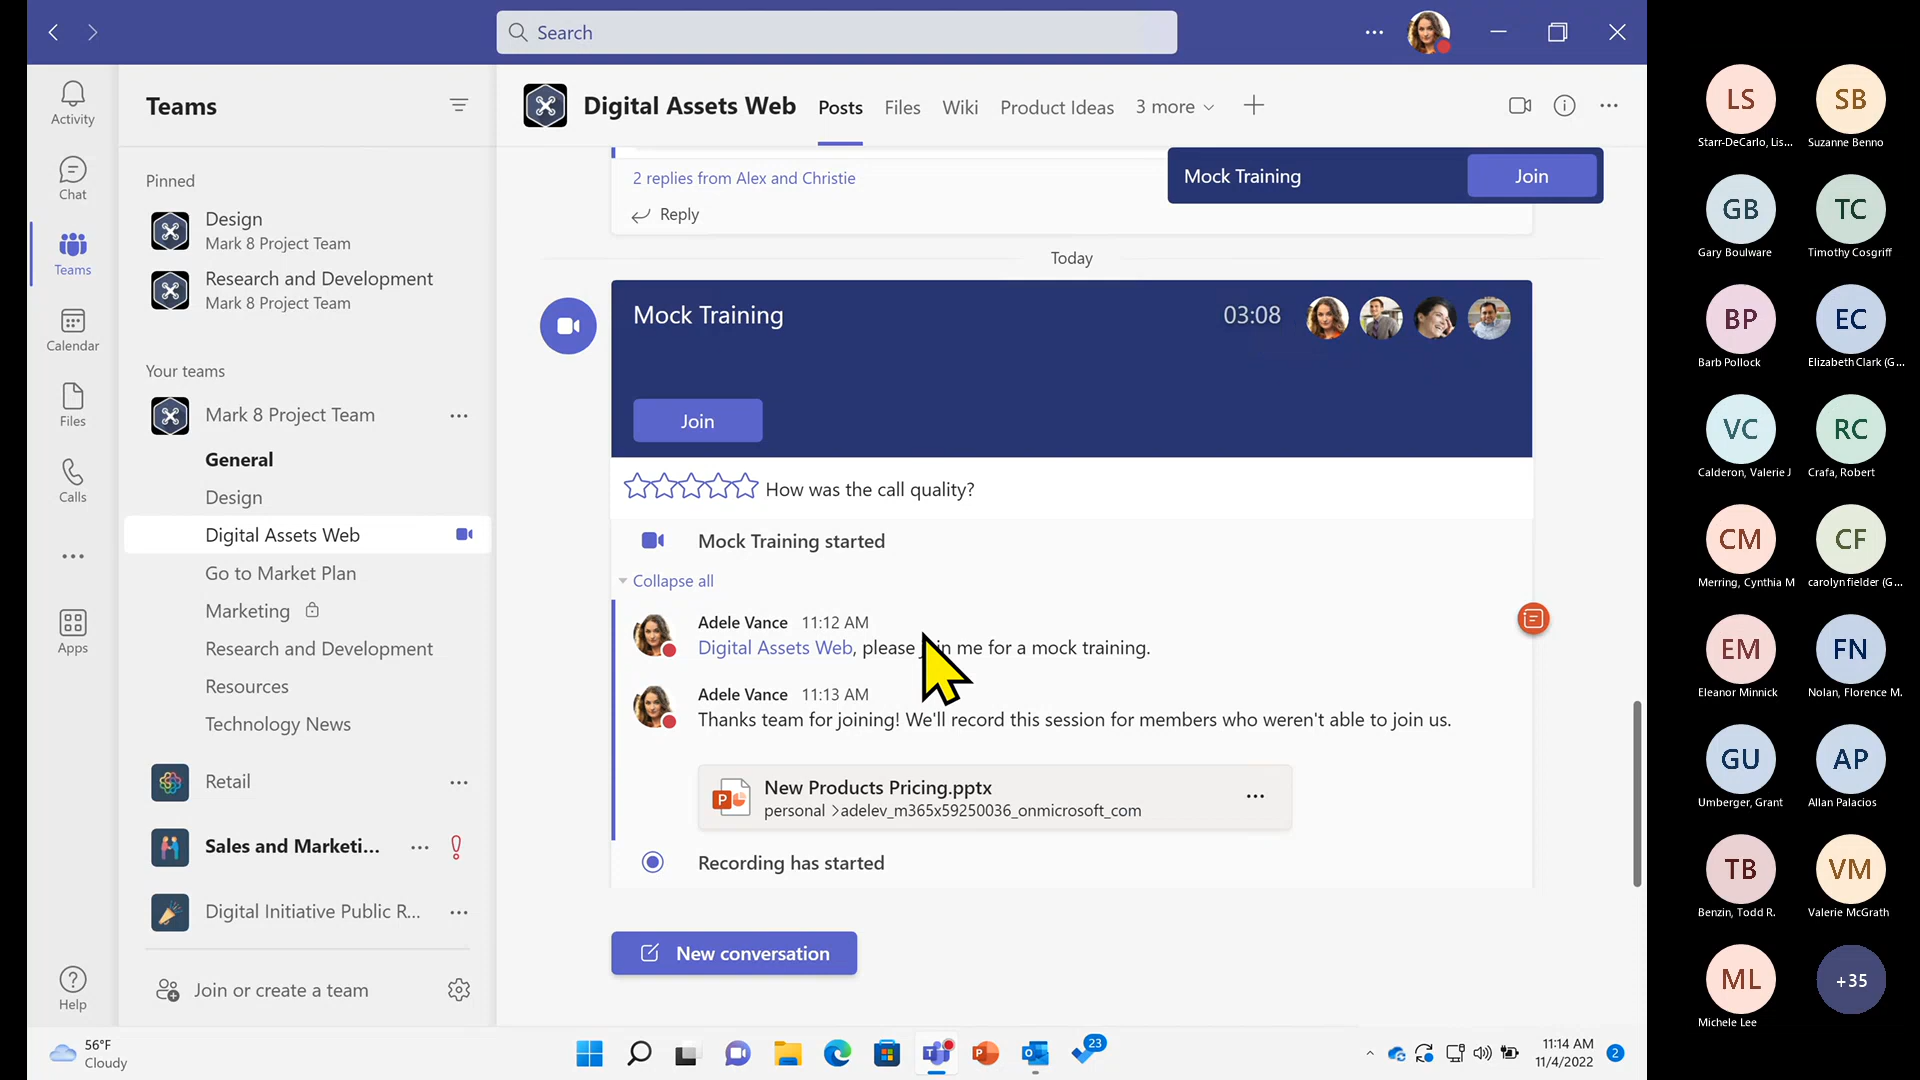 Search
Activity
Chat
Teams
Calendar
Files
Calls
Apps
Help
Teams
Pinned
Design
Mark 8 Project Team
Research and Development
Mark 8 Project Team
Your teams
Mark 8 Project Team
General
Design
Digital Assets Web
Go to Market Plan
Marketing
Research and Development
Resources
Technology News
Retail
Sales and Marketi...
Digital Initiative Public R...
Join or create a team
Digital Assets Web Posts Files Wiki Product Ideas 3 more
2 replies from Alex and Christie
Reply
Mock Training Join
Today
Mock Training 03:08
Join
How was the call quality?
Mock Training started
Collapse all
Adele Vance 11:12 AM
Digital Assets Web, please join me for a mock training.
Adele Vance 11:13 AM
Thanks team for joining! We'll record this session for members who weren't able to join us.
New Products Pricing.pptx
personal >adelev_m365x59250036_onmicrosoft_com
Recording has started
New conversation
LS SB
Starr-DeCarlo, Lis... Suzanne Benno
GB TC
Gary Boulware Timothy Cosgriff
BP EC
Barb Pollock Elizabeth Clark (G...
VC RC
Calderon, Valerie J Crafa, Robert
CM CF
Merring, Cynthia M carolyn fielder (G...
EM FN
Eleanor Minnick Nolan, Florence M.
GU AP
Umberger, Grant Allan Palacios
TB VM
Benzin, Todd R. Valerie McGrath
ML +35
Michele Lee
56°F
Cloudy
23
11:14 AM
11/4/2022
2